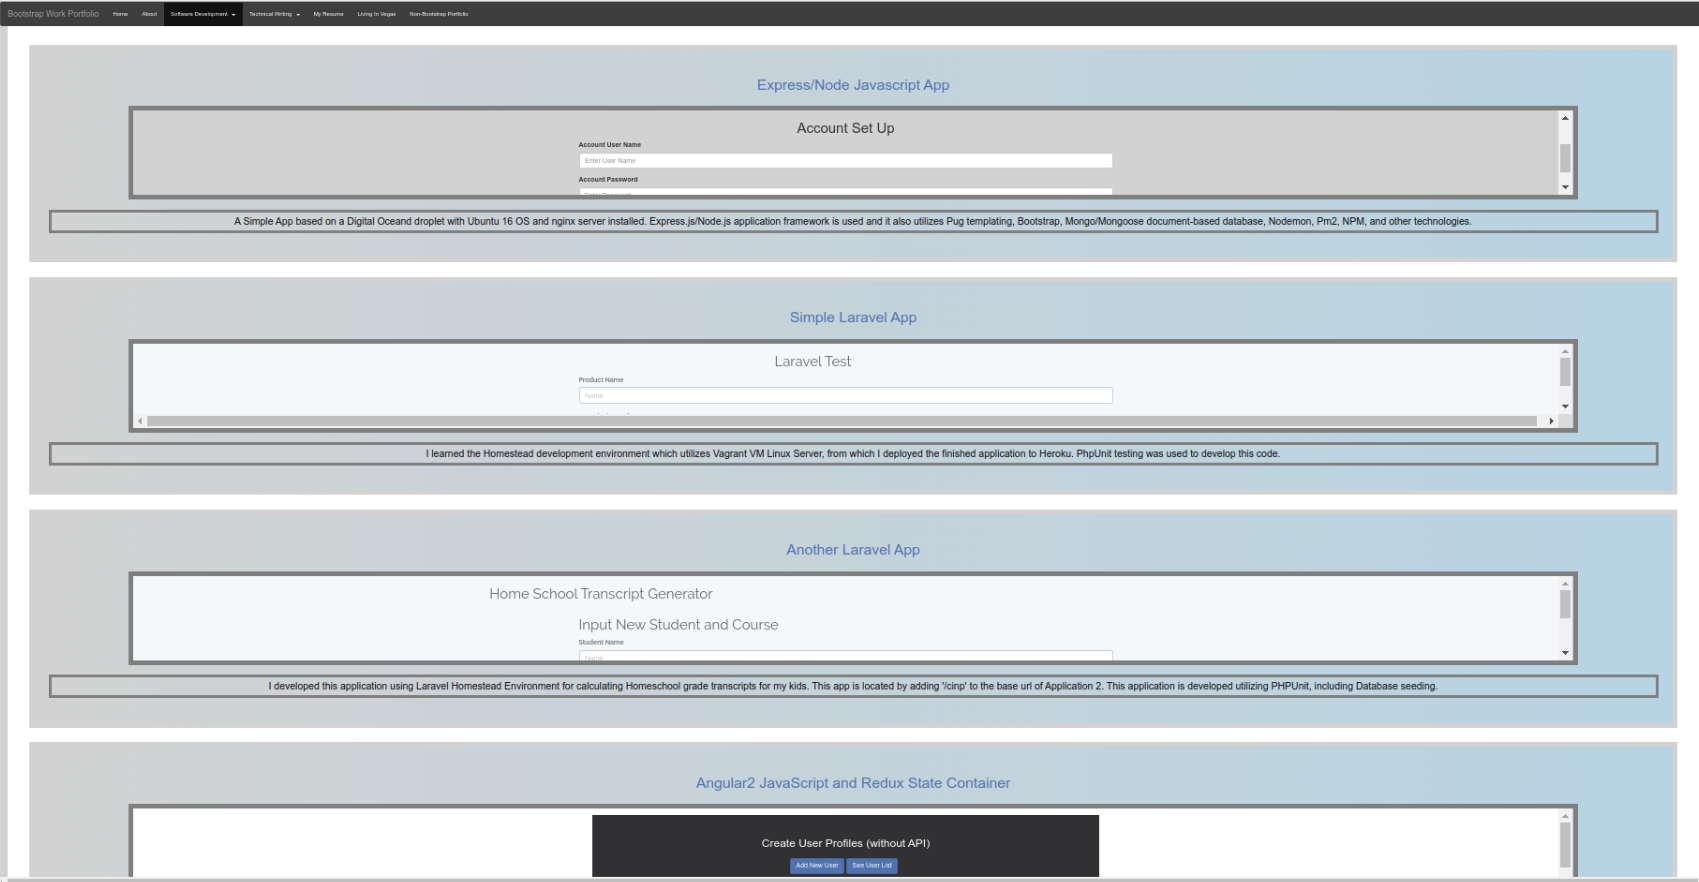 Bootstrap Work Portfolio Home About Software Development Technical Writing My Resume Living In Vegas Non-Bootstrap Portfolio
Express/Node Javascript App
Account Set Up
Account User Name
Enter User Name
Account Password
Enter Password
A Simple App based on a Digital Oceand droplet with Ubuntu 16 OS and nginx server installed. Express.js/Node.js application framework is used and it also utilizes Pug templating, Bootstrap, Mongo/Mongoose document-based database, Nodemon, Pm2, NPM, and other technologies.
Simple Laravel App
Laravel Test
Product Name
Name
I learned the Homestead development environment which utilizes Vagrant VM Linux Server, from which I deployed the finished application to Heroku. PhpUnit testing was used to develop this code.
Another Laravel App
Home School Transcript Generator
Input New Student and Course
Student Name
Name
I developed this application using Laravel Homestead Environment for calculating Homeschool grade transcripts for my kids. This app is located by adding '/cinp' to the base url of Application 2. This application is developed utilizing PHPUnit, including Database seeding.
Angular2 JavaScript and Redux State Container
Create User Profiles (without API)
Add New User See User List